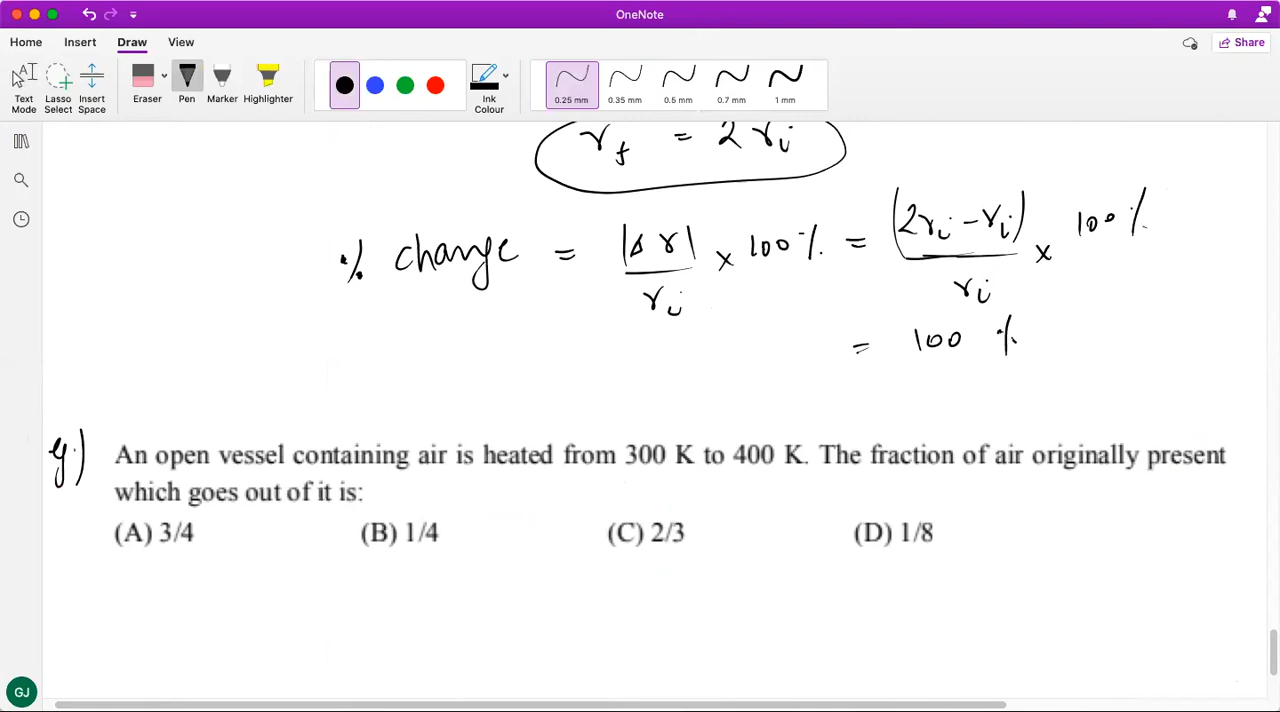 OneNote
Home Insert Draw View
Share
Text Mode
Lasso Select
Insert Space
Eraser
Pen
Marker
Highlighter
Ink Colour
0.25 mm
0.35 mm
0.5 mm
0.7 mm
1 mm
r_f = 2 r_i
% change = |Δr| / r_i × 100 % = (2r_i - r_i) / r_i × 100 %
= 100 %
g.) An open vessel containing air is heated from 300 K to 400 K. The fraction of air originally present
which goes out of it is:
(A) 3/4 (B) 1/4 (C) 2/3 (D) 1/8
GJ